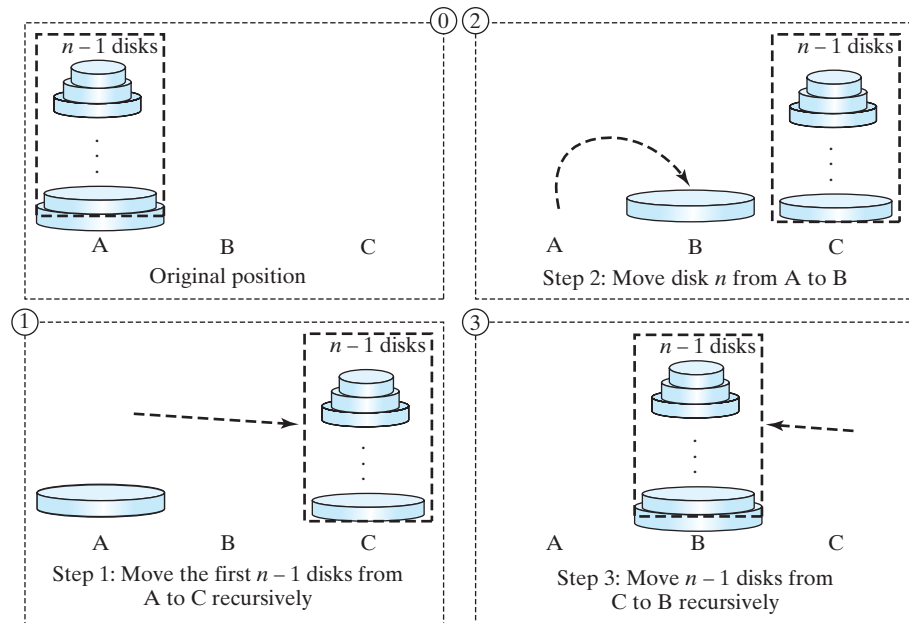 0
n – 1 disks
A B C
Original position
2
n – 1 disks
A B C
Step 2: Move disk n from A to B
1
n – 1 disks
A B C
Step 1: Move the first n – 1 disks from
A to C recursively
3
n – 1 disks
A B C
Step 3: Move n – 1 disks from
C to B recursively